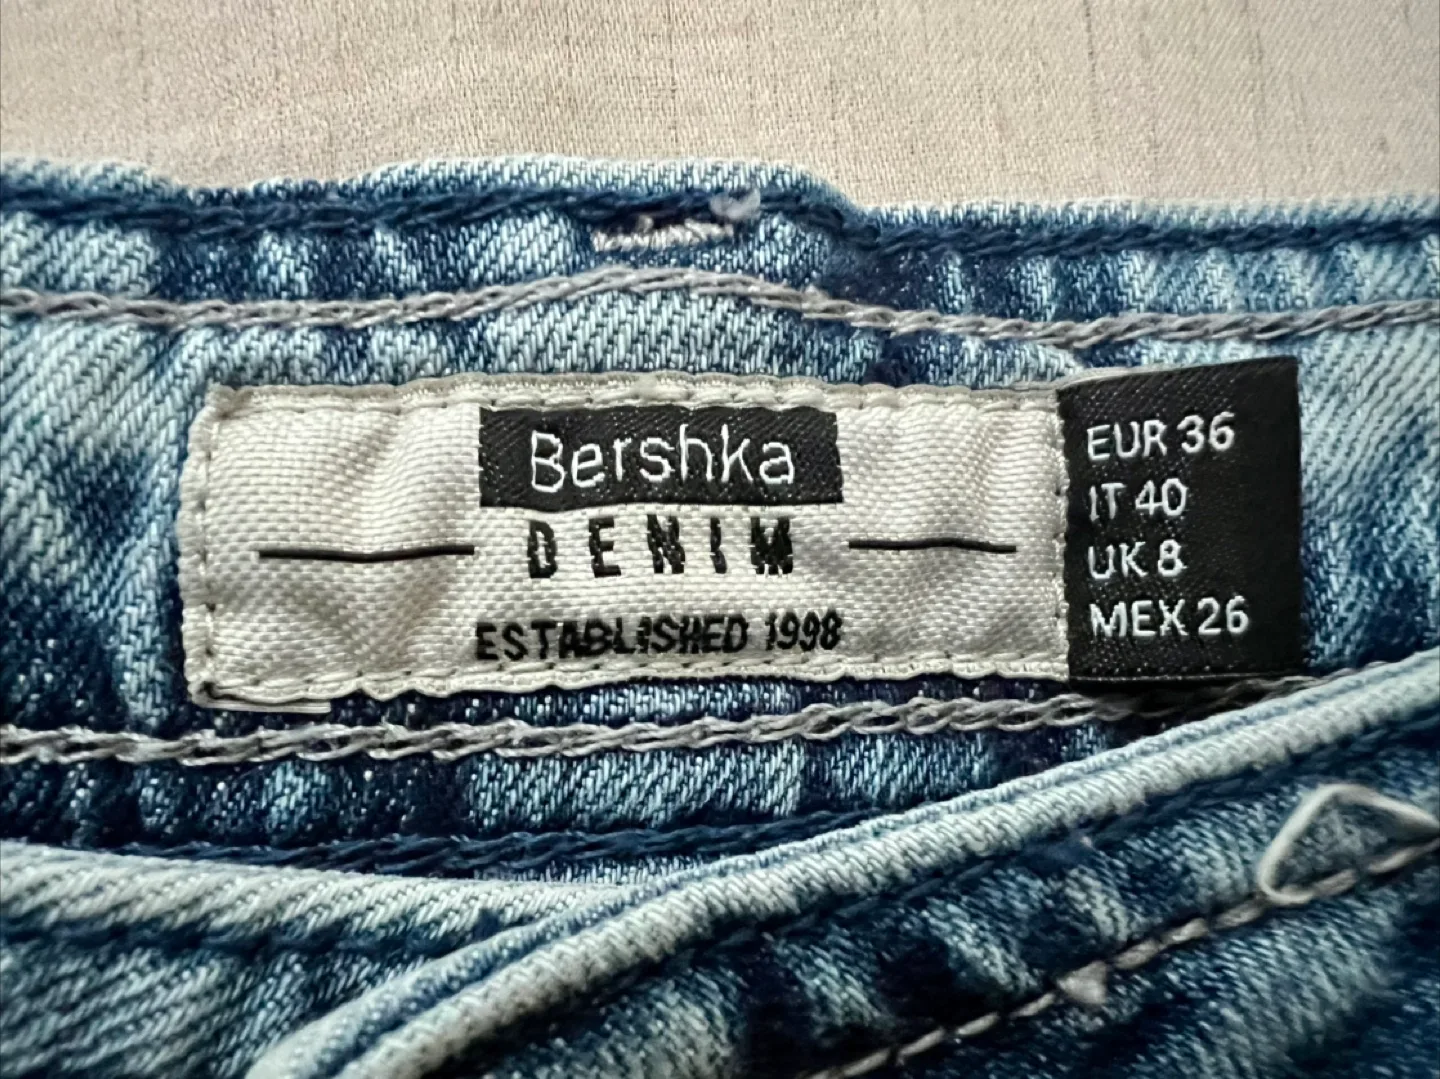 Bershka
DENIM
ESTABLISHED 1998
EUR 36
IT 40
UK 8
MEX 26